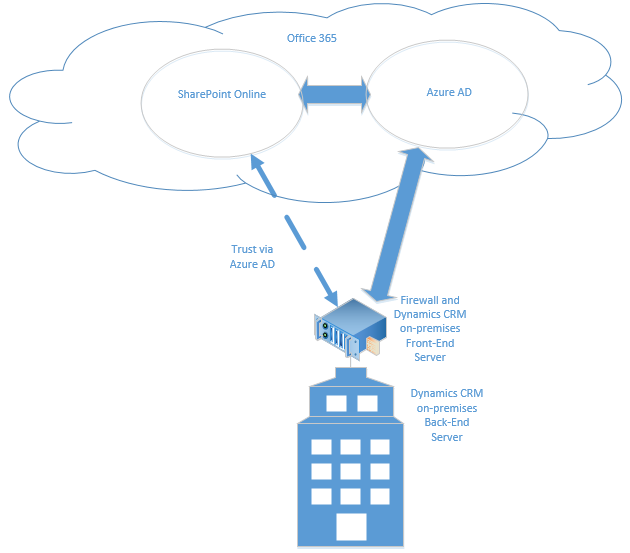 Office 365
SharePoint Online
Azure AD
Trust via
Azure AD
Firewall and
Dynamics CRM
on-premises
Front-End
Server
Dynamics CRM
on-premises
Back-End
Server